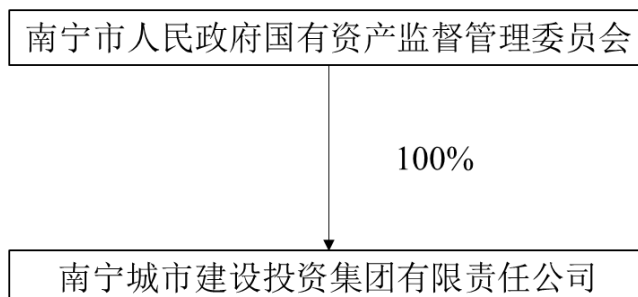 南宁市人民政府国有资产监督管理委员会
100%
南宁城市建设投资集团有限责任公司